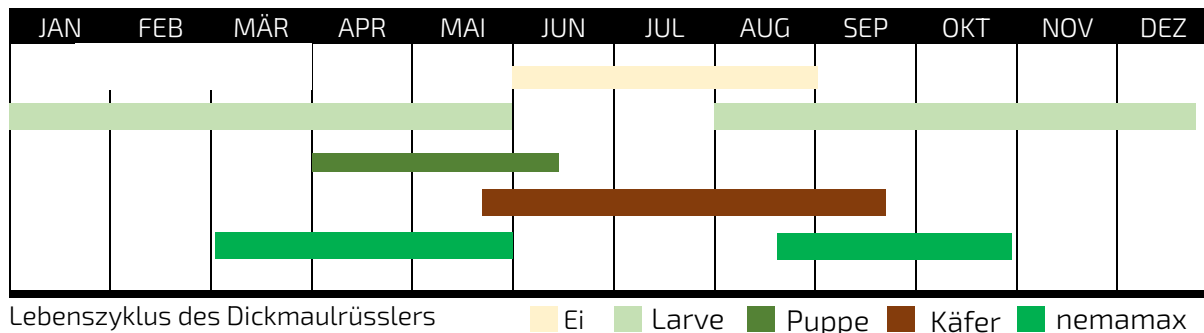 JAN FEB MÄR APR MAI JUN JUL AUG SEP OKT NOV DEZ
Lebenszyklus des Dickmaulrüsslers Ei Larve Puppe Käfer nemamax